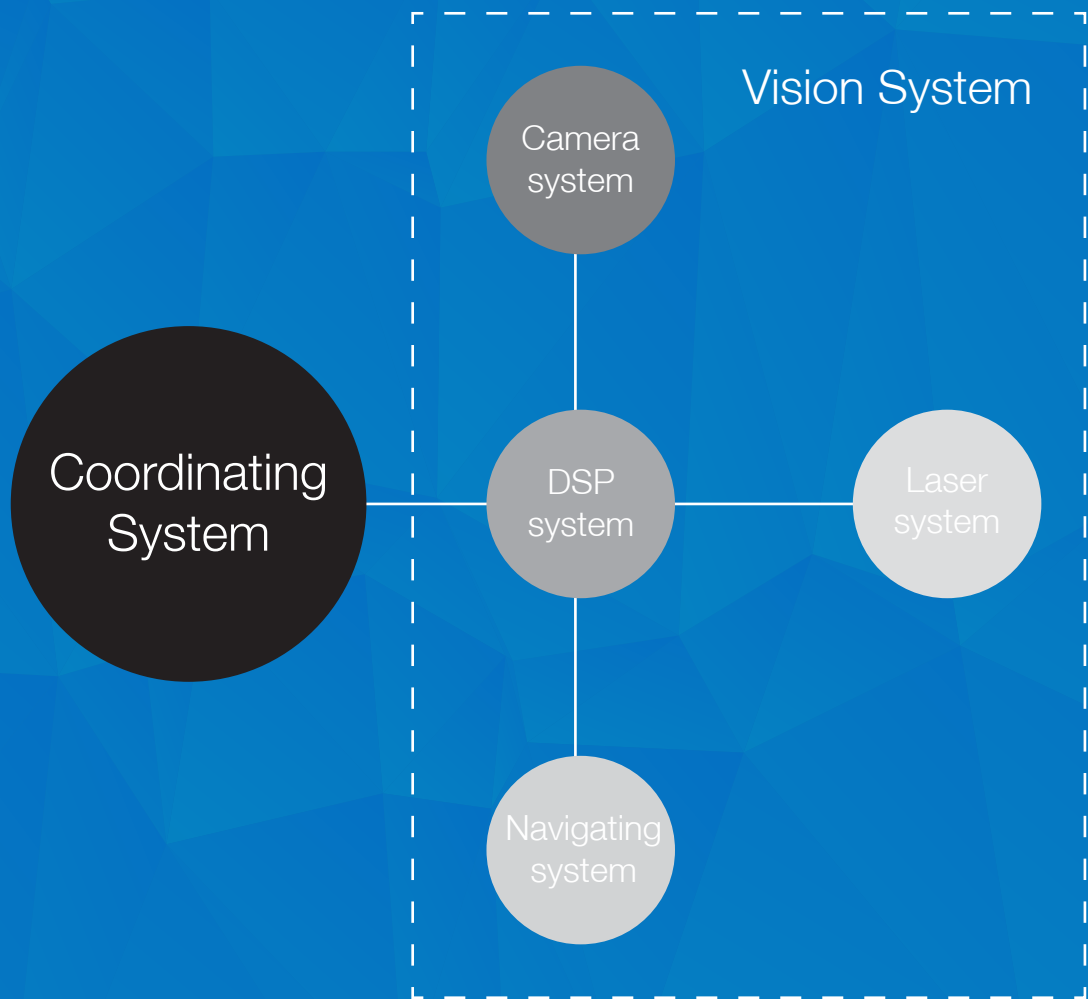 Vision System
Camera
system
Coordinating
System
DSP
system
Laser
system
Navigating
system